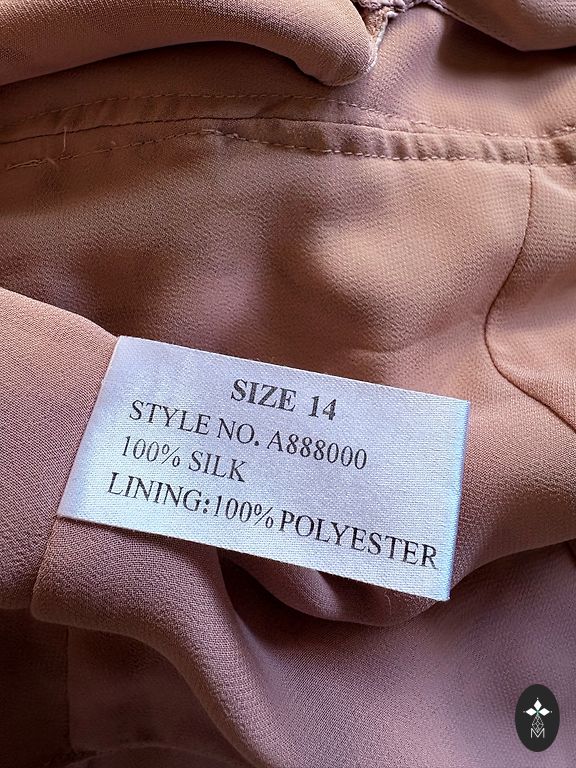 SIZE 14
STYLE NO. A888000
100% SILK
LINING:100% POLYESTER